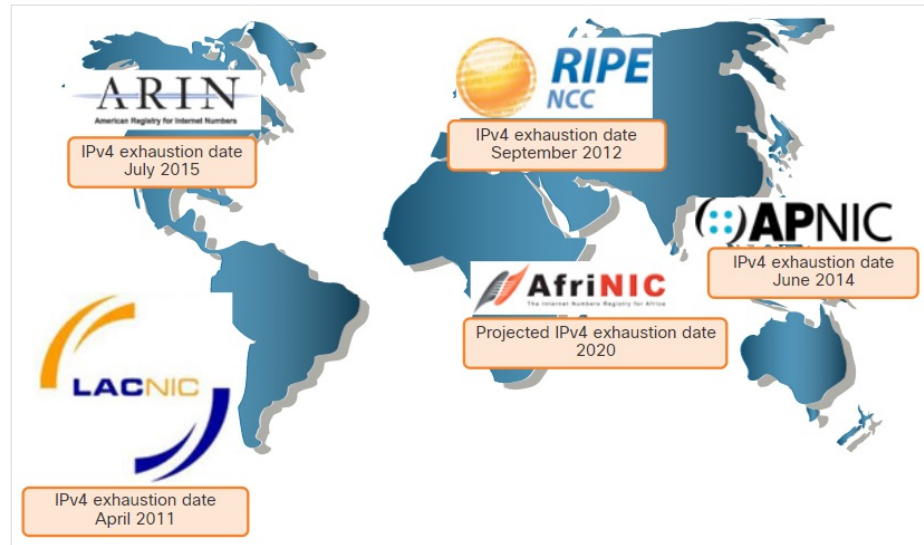 ARIN
American Registry for Internet Numbers
IPv4 exhaustion date
July 2015
RIPE
NCC
IPv4 exhaustion date
September 2012
APNIC
IPv4 exhaustion date
June 2014
AfriNIC
The Internet Numbers Registry for Africa
Projected IPv4 exhaustion date
2020
LACNIC
IPv4 exhaustion date
April 2011